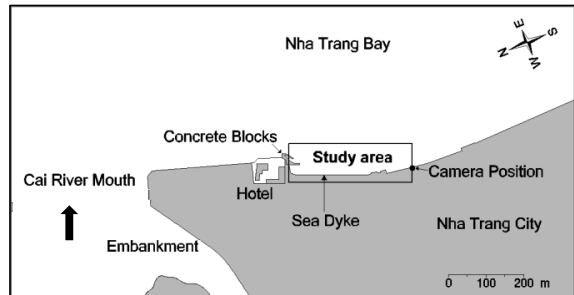 Nha Trang Bay
N
E
S
W
Concrete Blocks
Study area
Cai River Mouth
Hotel
Camera Position
Sea Dyke
Nha Trang City
Embankment
0 100 200 m